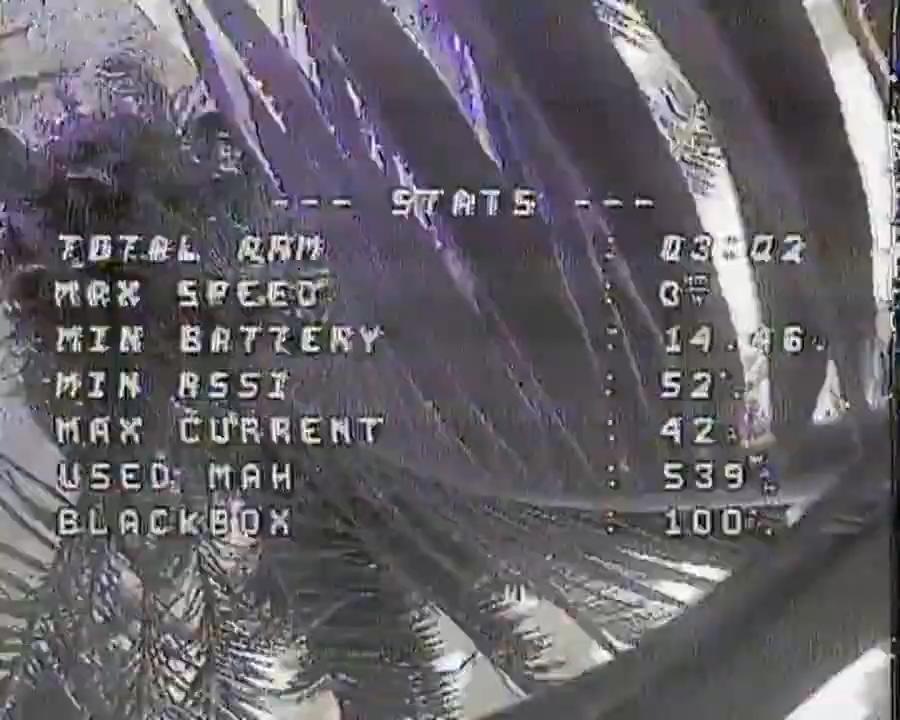 --- STATS ---
TOTAL ARM : 03:02
MAX SPEED : 0
MIN BATTERY : 14.46
MIN RSSI : 52%
MAX CURRENT : 42
USED MAH : 539
BLACKBOX : 100%